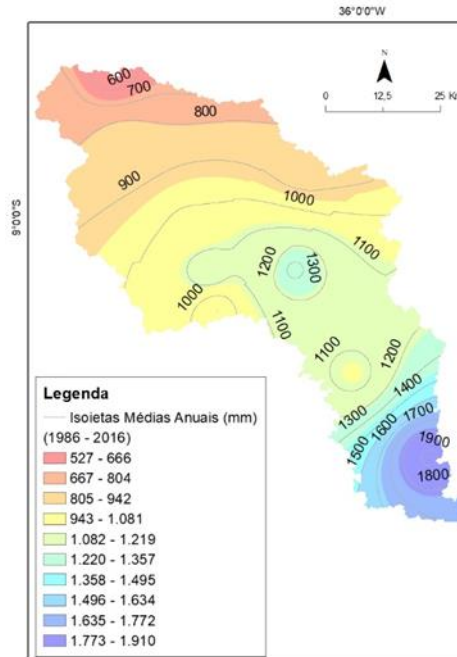 36°0'0"W
N
0 12,5 25 K
9°0'0"S
600
700
800
900
1000
1100
1200
1300
1000
1100
1100
1200
1300
1400
1500
1600
1700
1900
1800
Legenda
Isoietas Médias Anuais (mm)
(1986 - 2016)
527 - 666
667 - 804
805 - 942
943 - 1.081
1.082 - 1.219
1.220 - 1.357
1.358 - 1.495
1.496 - 1.634
1.635 - 1.772
1.773 - 1.910